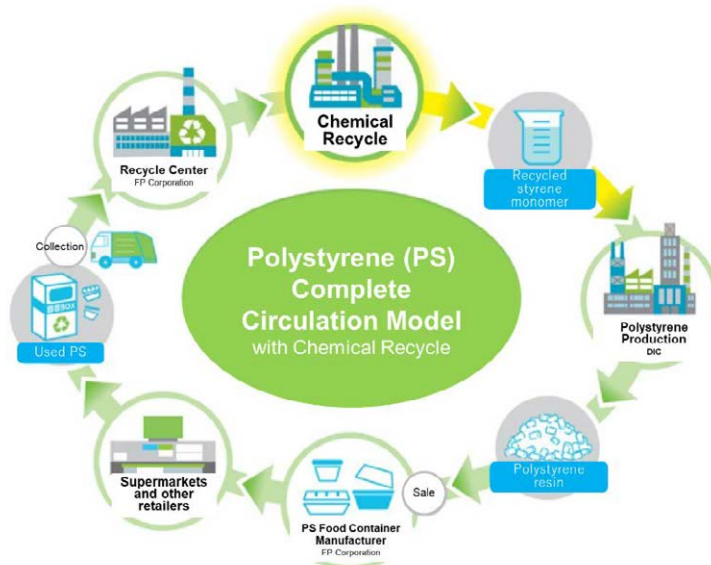 Chemical
Recycle
Recycled
styrene
monomer
Polystyrene
Production
DIC
Polystyrene
resin
Sale
PS Food Container
Manufacturer
FP Corporation
Supermarkets
and other
retailers
Used PS
BOX
Collection
Recycle Center
FP Corporation
Polystyrene (PS)
Complete
Circulation Model
with Chemical Recycle